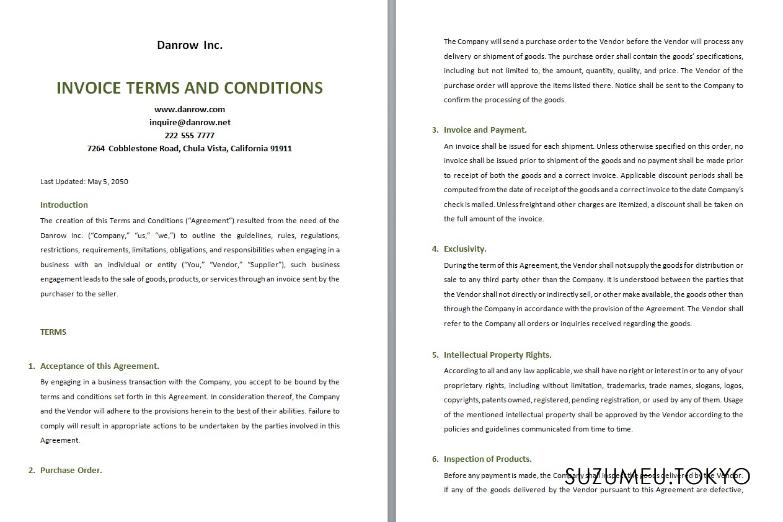 Danrow Inc.
INVOICE TERMS AND CONDITIONS
www.danrow.com
inquire@danrow.net
222 555 7777
7264 Cobblestone Road, Chula Vista, California 91911
Last Updated: May 5, 2050
Introduction
The creation of this Terms and Conditions (“Agreement”) resulted from the need of the
Danrow Inc. (“Company,” “us,” “we,”) to outline the guidelines, rules, regulations,
restrictions, requirements, limitations, obligations, and responsibilities when engaging in a
business with an individual or entity (“You,” “Vendor,” “Supplier”), such business
engagement leads to the sale of goods, products, or services through an invoice sent by the
purchaser to the seller.
TERMS
1. Acceptance of this Agreement.
By engaging in a business transaction with the Company, you accept to be bound by the
terms and conditions set forth in this Agreement. In consideration thereof, the Company
and the Vendor will adhere to the provisions herein to the best of their abilities. Failure to
comply will result in appropriate actions to be undertaken by the parties involved in this
Agreement.
2. Purchase Order.
The Company will send a purchase order to the Vendor before the Vendor will process any
delivery or shipment of goods. The purchase order shall contain the goods’ specifications,
including but not limited to, the amount, quantity, quality, and price. The Vendor of the
purchase order will approve the items listed there. Notice shall be sent to the Company to
confirm the processing of the goods.
3. Invoice and Payment.
An invoice shall be issued for each shipment. Unless otherwise specified on this order, no
invoice shall be issued prior to shipment of the goods and no payment shall be made prior
to receipt of both the goods and a correct invoice. Applicable discount periods shall be
computed from the date of receipt of the goods and a correct invoice to the date Company’s
check is mailed. Unless freight and other charges are itemized, a discount shall be taken on
the full amount of the invoice.
4. Exclusivity.
During the term of this Agreement, the Vendor shall not supply the goods for distribution or
sale to any third party other than the Company. It is understood between the parties that
the Vendor shall not directly or indirectly sell, or other make available, the goods other than
through the Company in accordance with the provision of the Agreement. The Vendor shall
refer to the Company all orders or inquiries received regarding the goods.
5. Intellectual Property Rights.
According to all and any law applicable, we shall have no right or interest in or to any of your
proprietary rights, including without limitation, trademarks, trade names, slogans, logos,
copyrights, patents owned, registered, pending registration, or used by any of them. Usage
of the mentioned intellectual property shall be approved by the Vendor according to the
policies and guidelines communicated from time to time.
6. Inspection of Products.
Before any payment is made, the Company shall inspect the goods delivered by the Vendor.
If any of the goods delivered by the Vendor pursuant to this Agreement are defective,
SUZUMEU.TOKYO